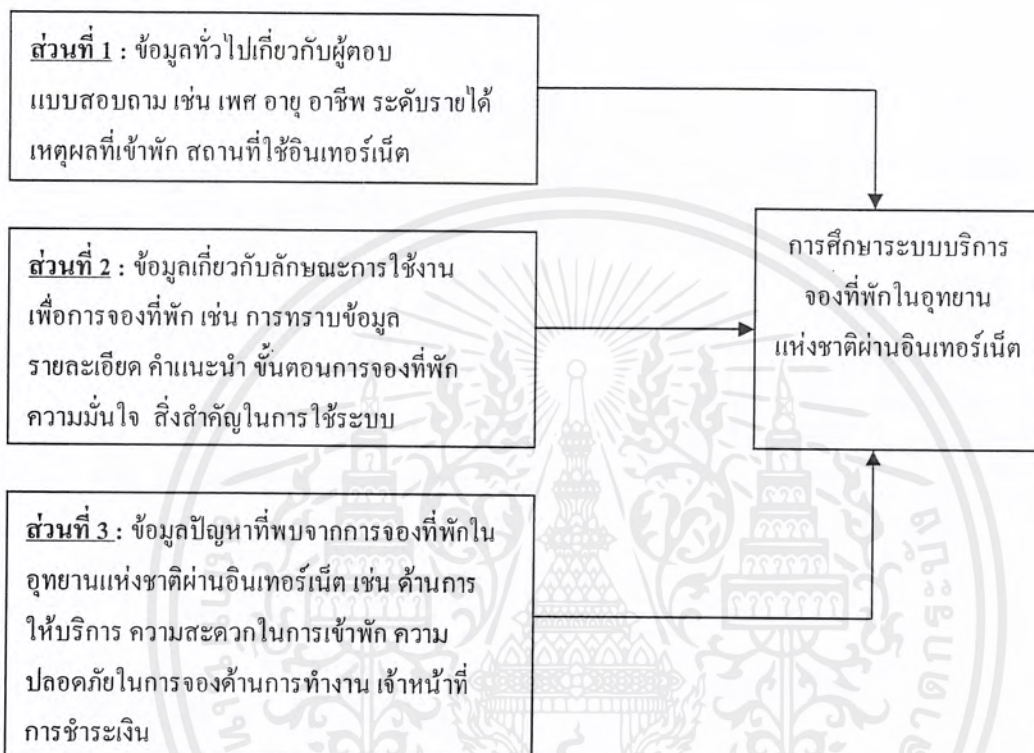 ส่วนที่ 1 : ข้อมูลทั่วไปเกี่ยวกับผู้ตอบ
แบบสอบถาม เช่น เพศ อายุ อาชีพ ระดับรายได้
เหตุผลที่เข้าพัก สถานที่ใช้อินเทอร์เน็ต
ส่วนที่ 2 : ข้อมูลเกี่ยวกับลักษณะการใช้งาน
เพื่อการจองที่พัก เช่น การทราบข้อมูล
รายละเอียด คำแนะนำ ขั้นตอนการจองที่พัก
ความมั่นใจ สิ่งสำคัญในการใช้ระบบ
ส่วนที่ 3 : ข้อมูลปัญหาที่พบจากการจองที่พักใน
อุทยานแห่งชาติผ่านอินเทอร์เน็ต เช่น ด้านการ
ให้บริการ ความสะดวกในการเข้าพัก ความ
ปลอดภัยในการจองด้านการทำงาน เจ้าหน้าที่
การชำระเงิน
การศึกษาระบบบริการ
จองที่พักในอุทยาน
แห่งชาติผ่านอินเทอร์เน็ต